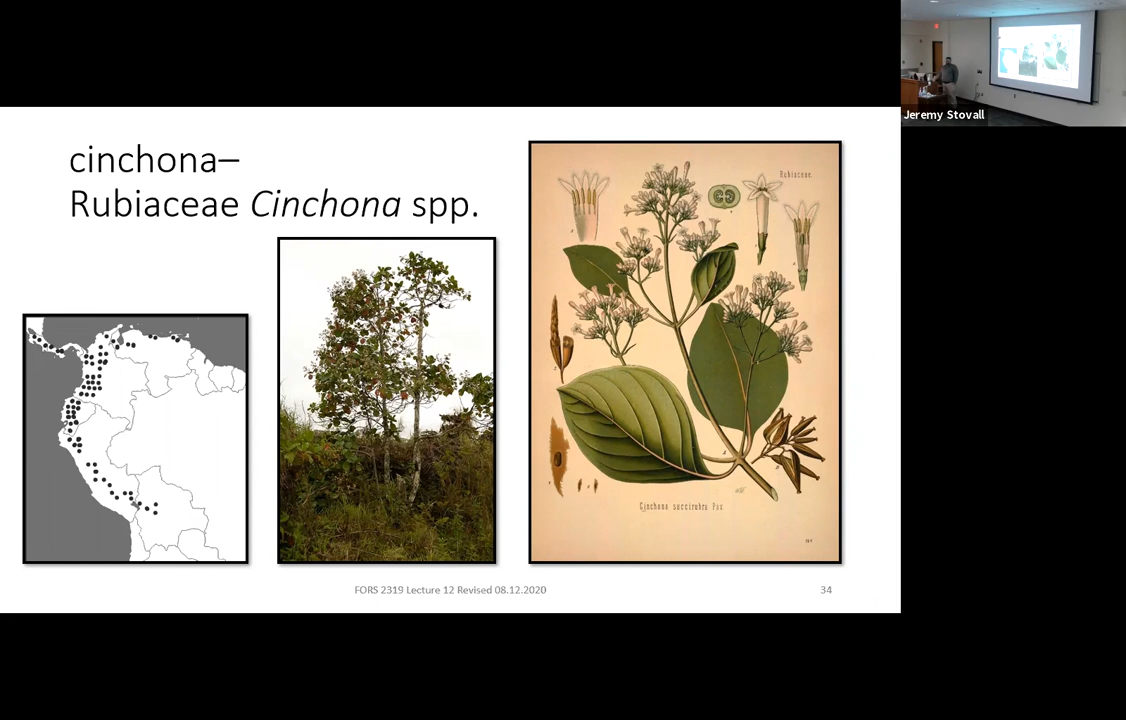 cinchona–
Rubiaceae Cinchona spp.
Rubiaceae.
Cinchona succirubra Pav.
FORS 2319 Lecture 12 Revised 08.12.2020
34
Jeremy Stovall